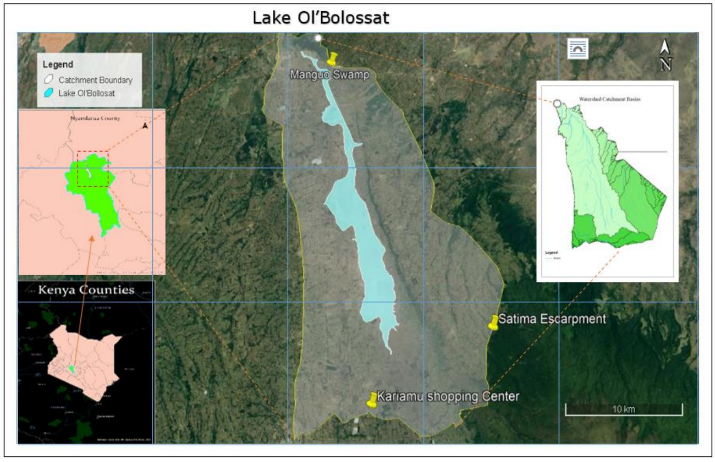 Lake Ol’Bolossat
Legend
Catchment Boundary
Lake Ol'Bollosat
Manguo Swamp
N
Nyandarua County
Watershed Catchment Basins
Legend
Kenya Counties
Satima Escarpment
Kariamu shopping Center
10 km